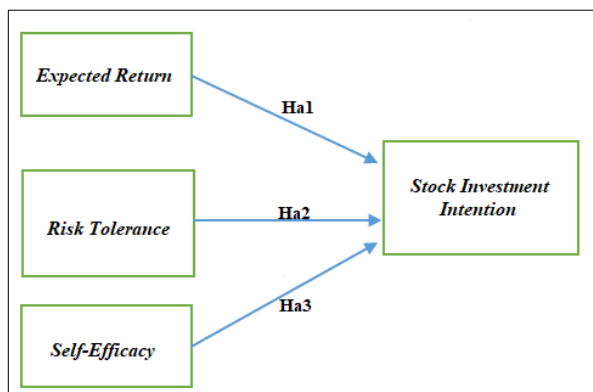 Expected Return
Ha1
Stock Investment
Intention
Risk Tolerance
Ha2
Ha3
Self-Efficacy